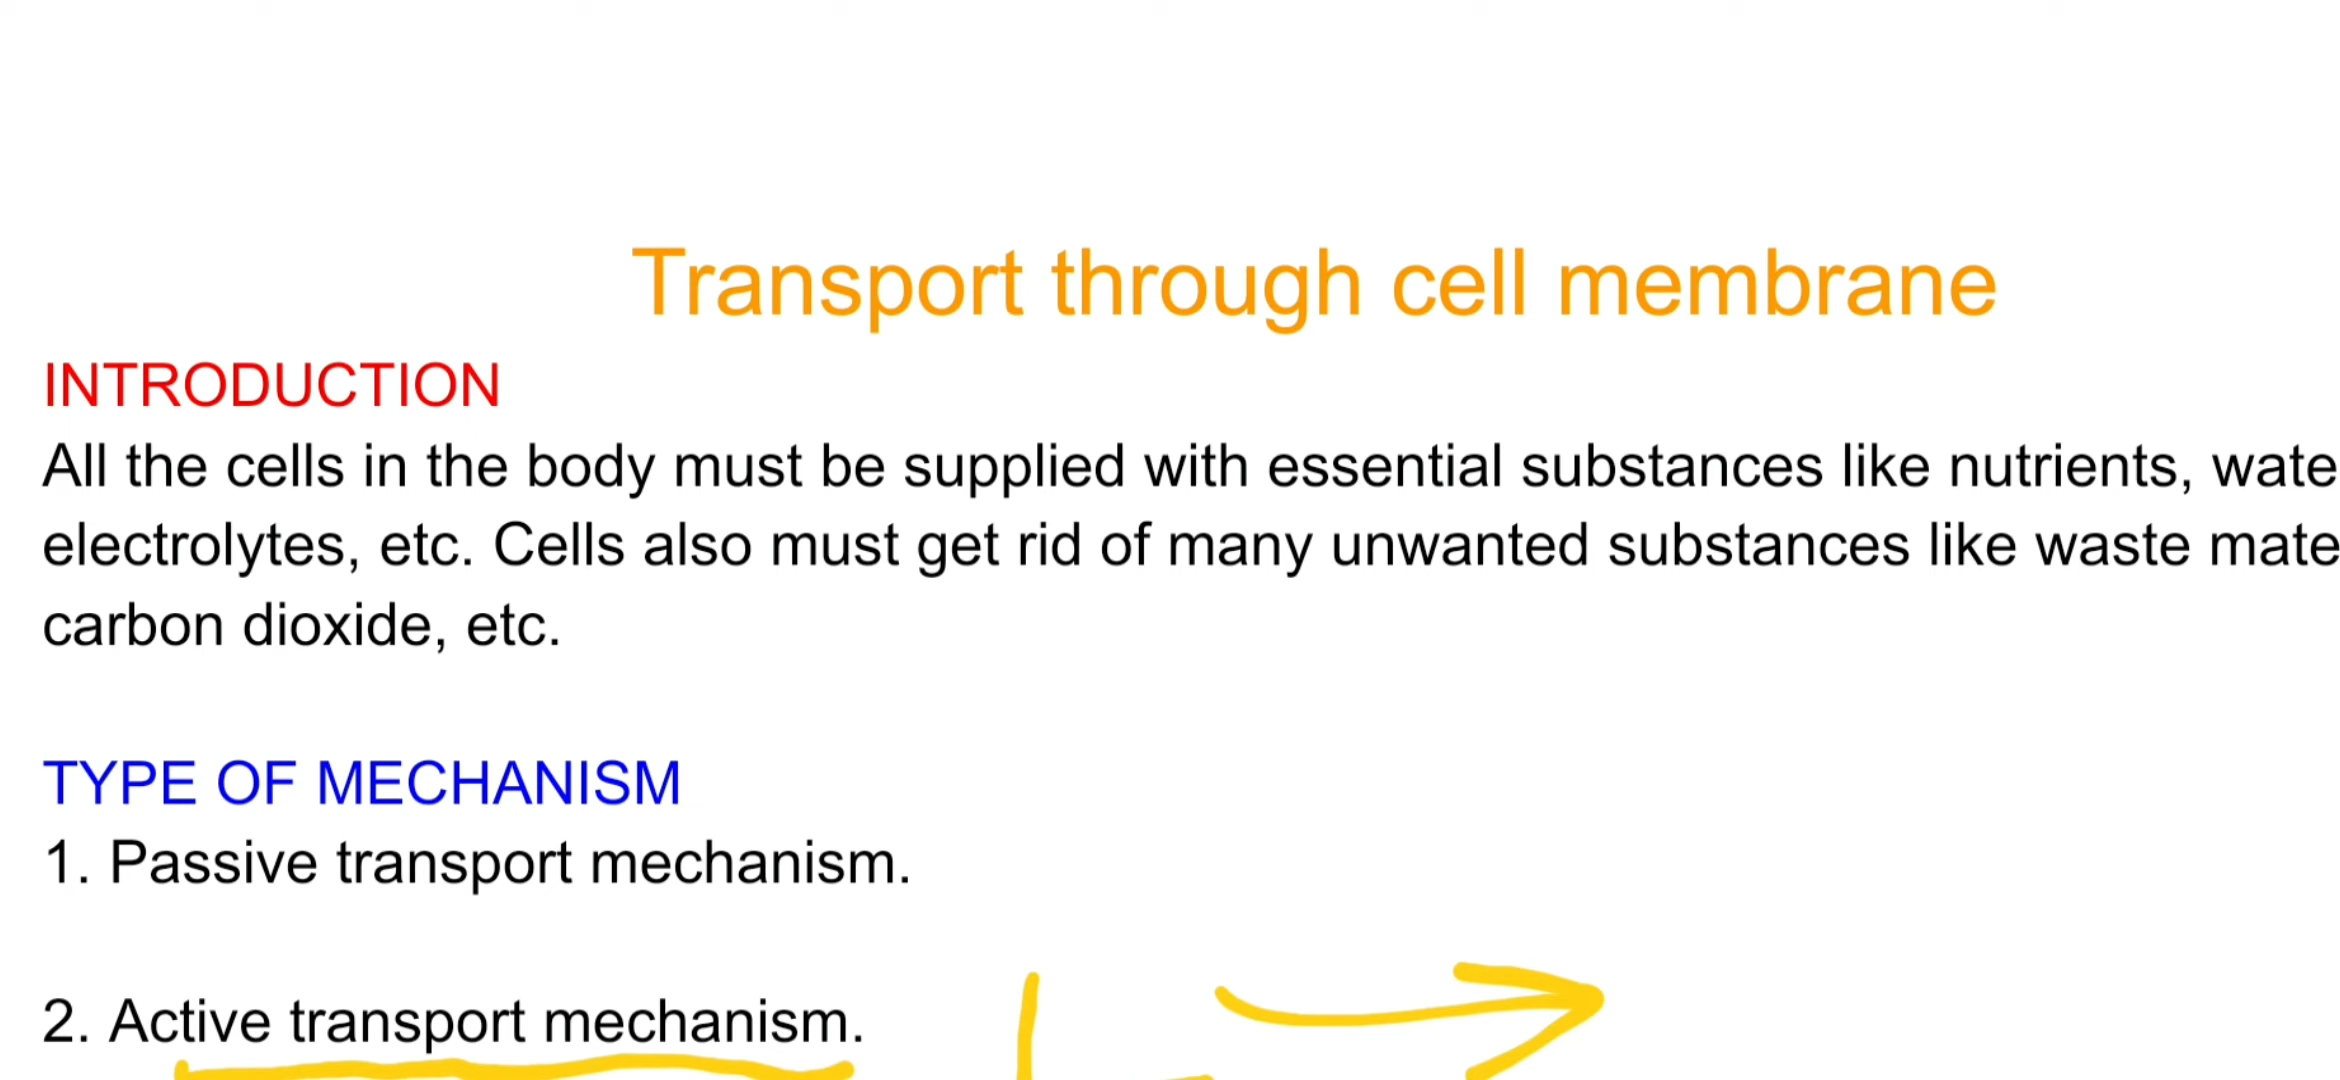 Transport through cell membrane
INTRODUCTION
All the cells in the body must be supplied with essential substances like nutrients, wate
electrolytes, etc. Cells also must get rid of many unwanted substances like waste mate
carbon dioxide, etc.
TYPE OF MECHANISM
1. Passive transport mechanism.
2. Active transport mechanism.